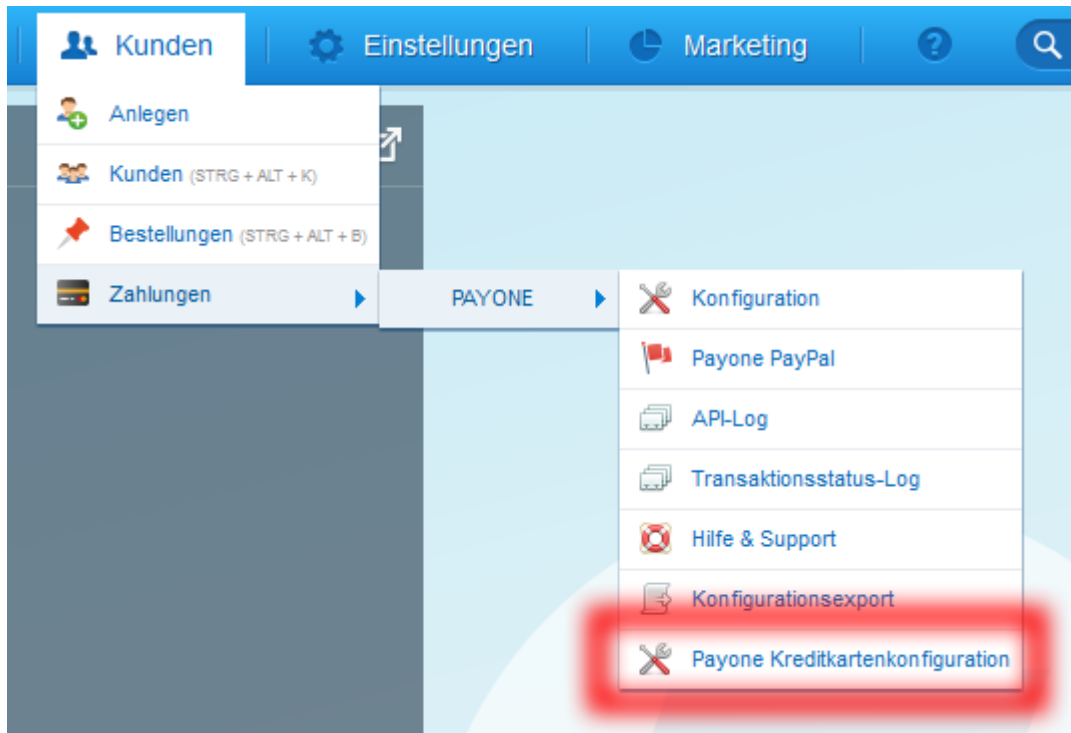 Kunden
Einstellungen
Marketing
?
Anlegen
Kunden (STRG + ALT + K)
Bestellungen (STRG + ALT + B)
Zahlungen
PAYONE
Konfiguration
Payone PayPal
API-Log
Transaktionsstatus-Log
Hilfe & Support
Konfigurationsexport
Payone Kreditkartenkonfiguration